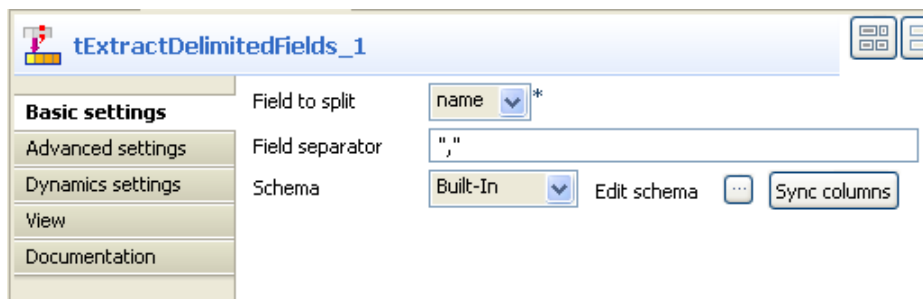 tExtractDelimitedFields_1
Basic settings
Advanced settings
Dynamics settings
View
Documentation
Field to split name *
Field separator ","
Schema Built-In Edit schema ... Sync columns